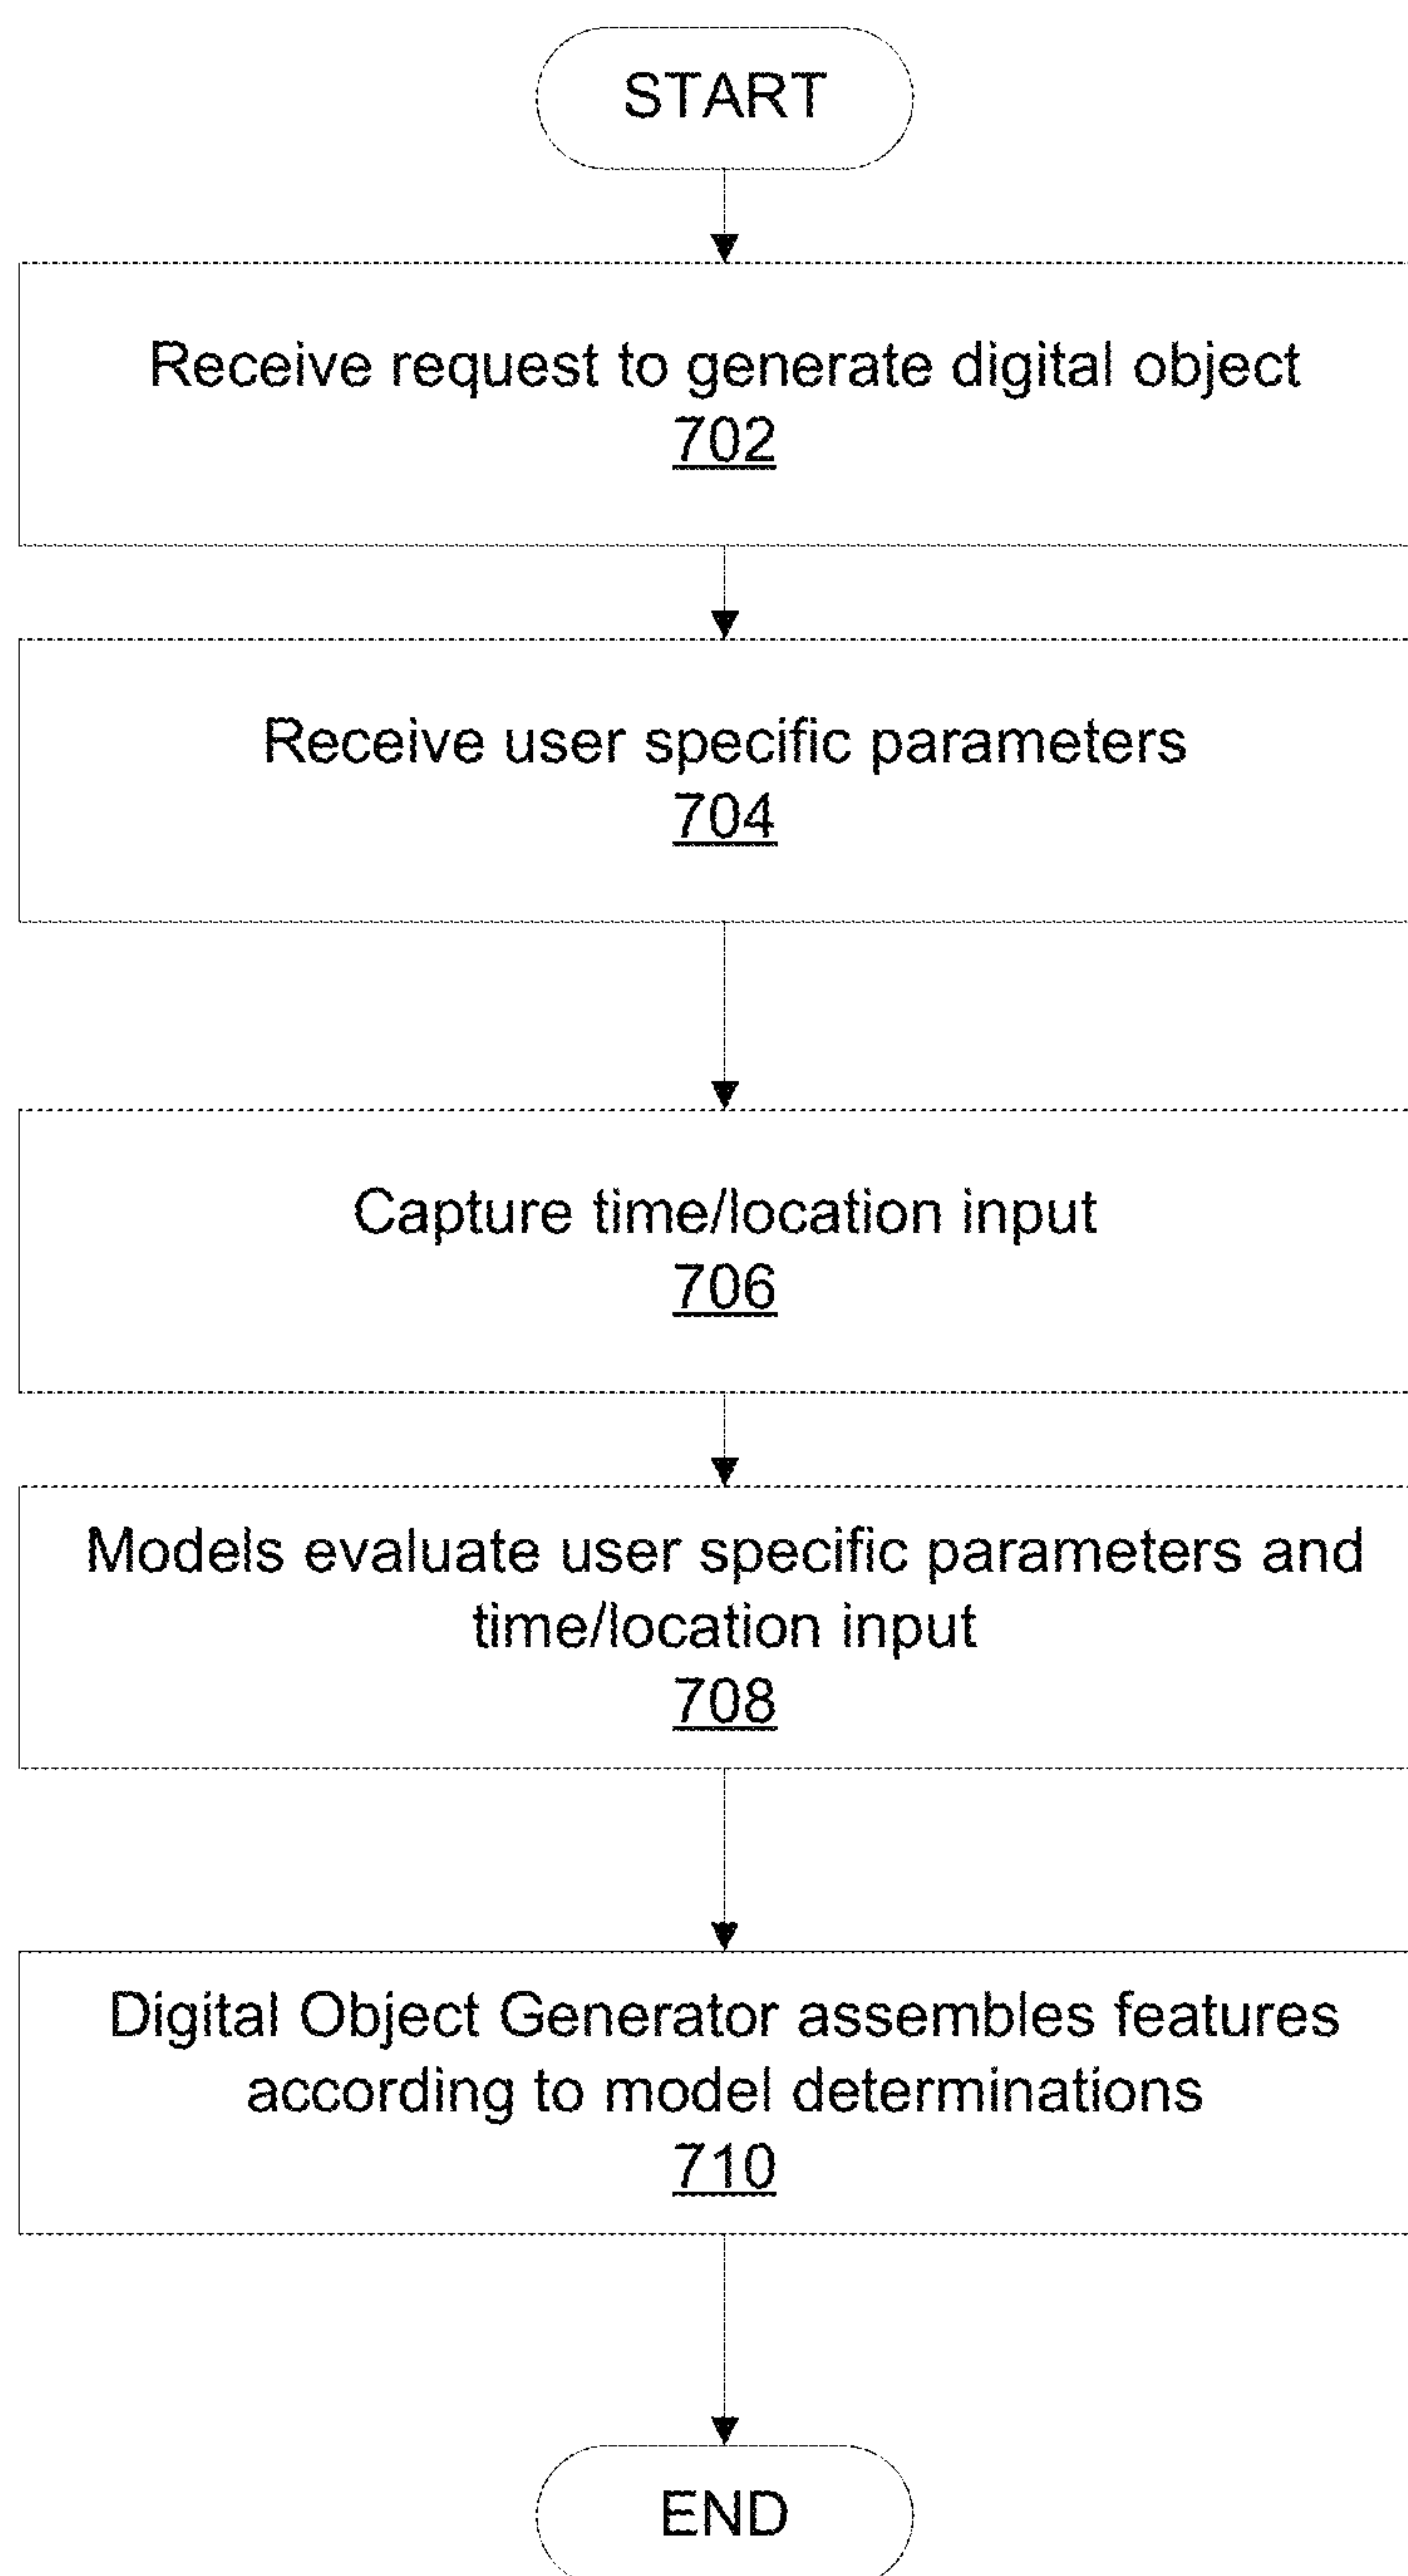 START
Receive request to generate digital object
702
Receive user specific parameters
704
Capture time/location input
706
Models evaluate user specific parameters and
time/location input
708
Digital Object Generator assembles features
according to model determinations
710
END